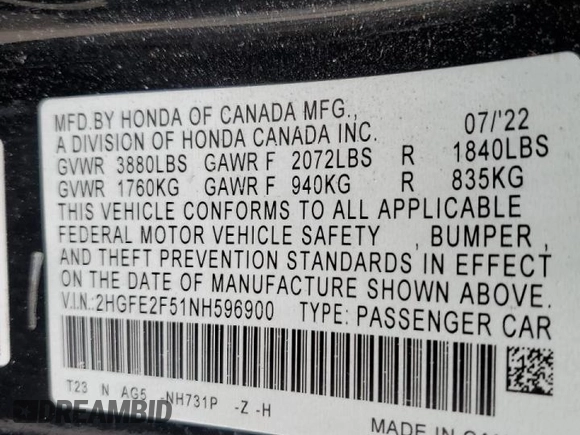 MFD.BY HONDA OF CANADA MFG.,
A DIVISION OF HONDA CANADA INC. 07/'22
GVWR 3880LBS GAWR F 2072LBS R 1840LBS
GVWR 1760KG GAWR F 940KG R 835KG
THIS VEHICLE CONFORMS TO ALL APPLICABLE
FEDERAL MOTOR VEHICLE SAFETY , BUMPER ,
AND THEFT PREVENTION STANDARDS IN EFFECT
ON THE DATE OF MANUFACTURE SHOWN ABOVE.
V.I.N:2HGFE2F51NH596900 TYPE: PASSENGER CAR
T23 N AG5 NH731P -Z -H
MADE IN
DREAMBID